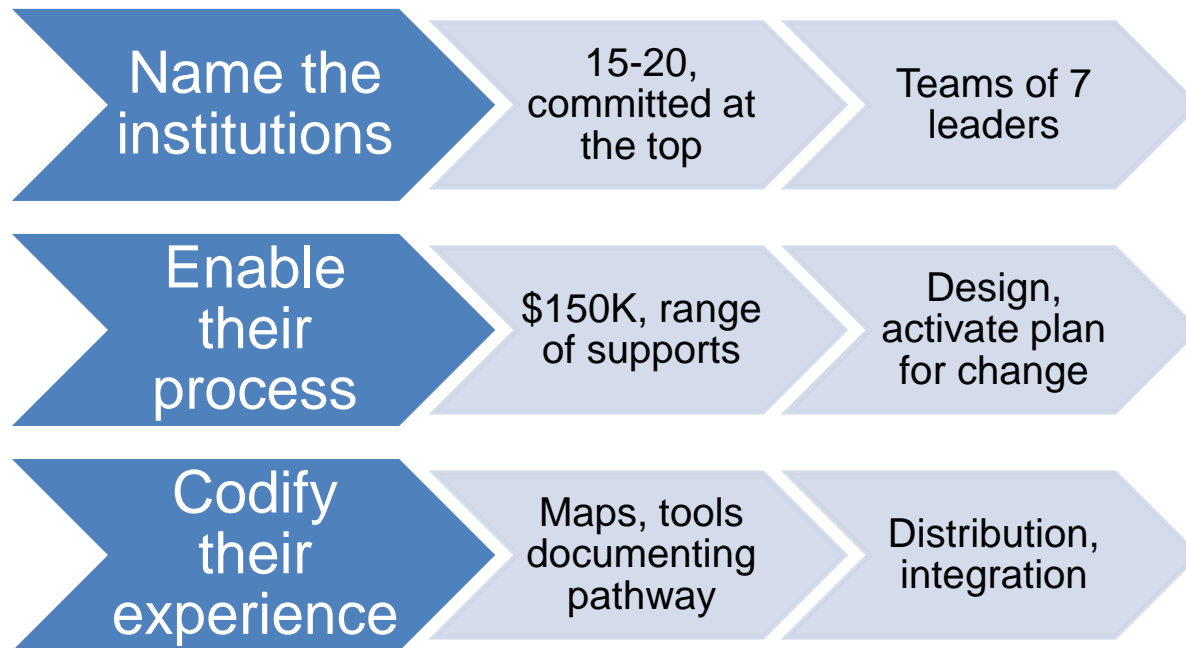 Name the
institutions
15-20,
committed at
the top
Teams of 7
leaders
Enable
their
process
$150K, range
of supports
Design,
activate plan
for change
Codify
their
experience
Maps, tools
documenting
pathway
Distribution,
integration